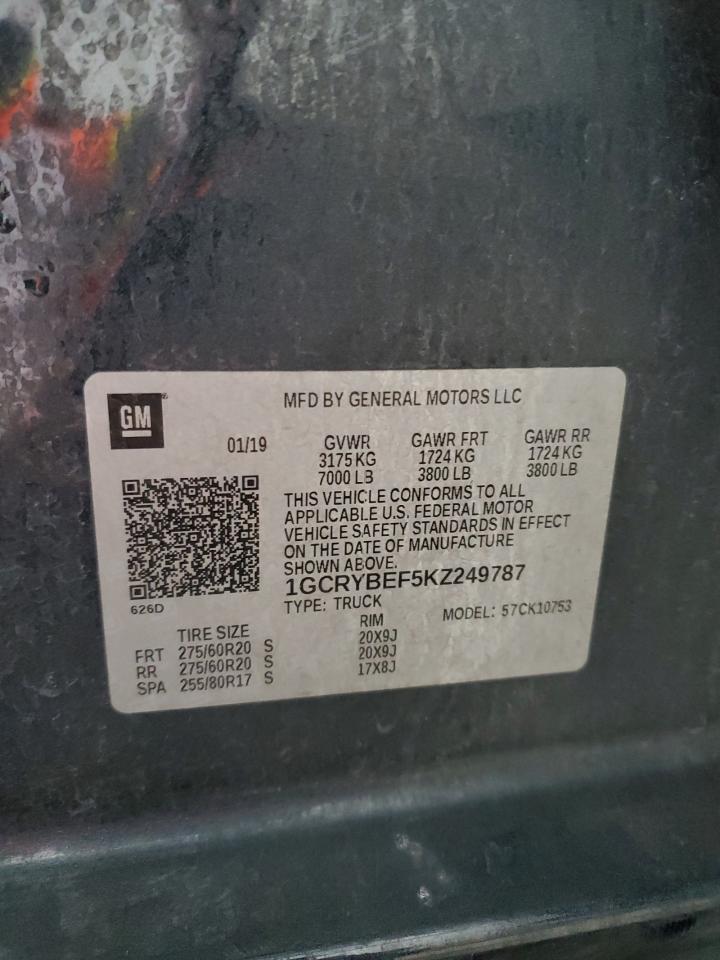 GM
MFD BY GENERAL MOTORS LLC
01/19
GVWR GAWR FRT GAWR RR
3175 KG 1724 KG 1724 KG
7000 LB 3800 LB 3800 LB
THIS VEHICLE CONFORMS TO ALL
APPLICABLE U.S. FEDERAL MOTOR
VEHICLE SAFETY STANDARDS IN EFFECT
ON THE DATE OF MANUFACTURE
SHOWN ABOVE.
1GCRYBEF5KZ249787
626D
TYPE: TRUCK MODEL: 57CK10753
TIRE SIZE RIM
FRT 275/60R20 S 20X9J
RR 275/60R20 S 20X9J
SPA 255/80R17 S 17X8J